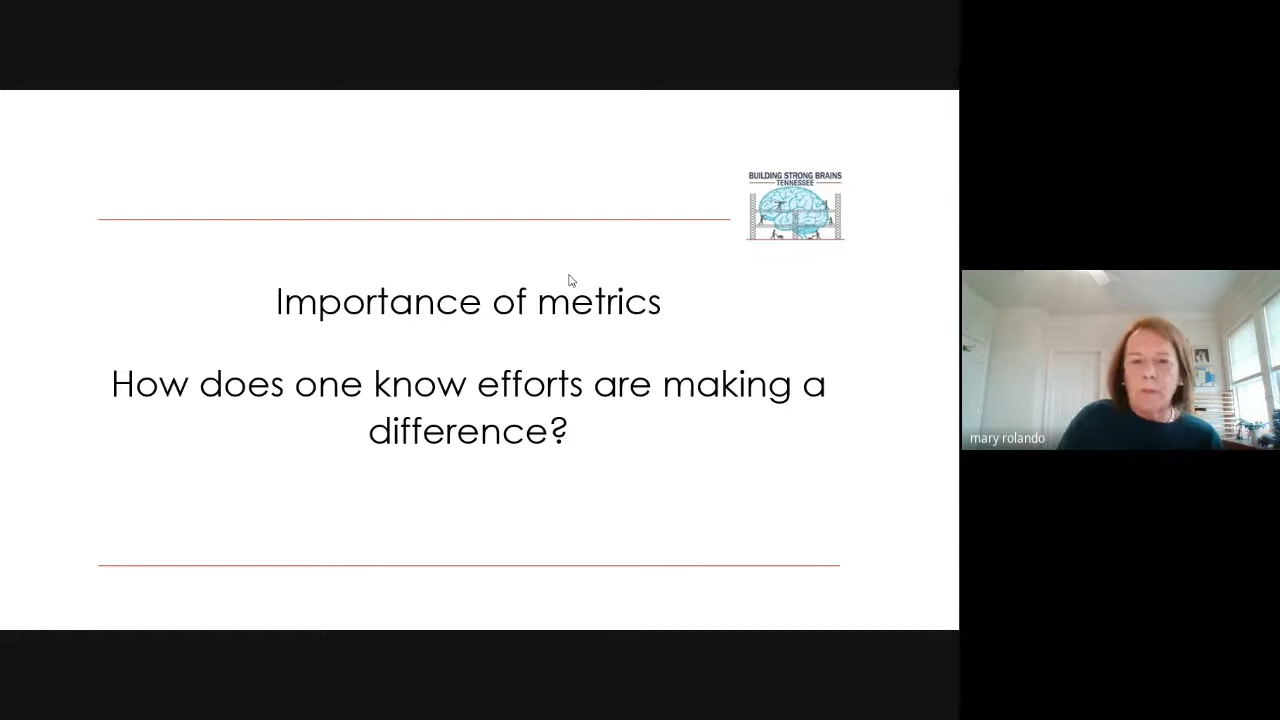 BUILDING STRONG BRAINS
TENNESSEE
Importance of metrics
How does one know efforts are making a
difference?
mary rolando